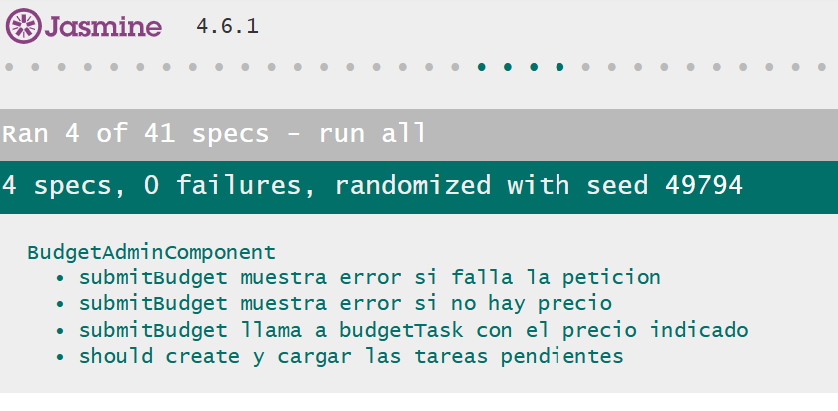 Jasmine 4.6.1
Ran 4 of 41 specs - run all
4 specs, 0 failures, randomized with seed 49794
BudgetAdminComponent
• submitBudget muestra error si falla la peticion
• submitBudget muestra error si no hay precio
• submitBudget llama a budgetTask con el precio indicado
• should create y cargar las tareas pendientes